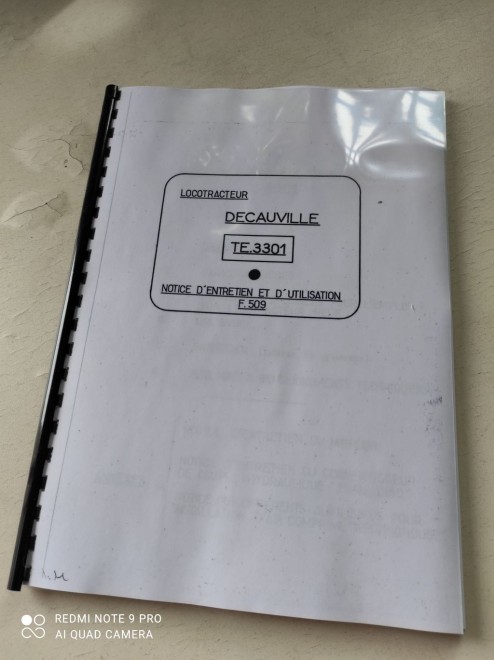 LOCOTRACTEUR
DECAUVILLE
TE.3301
NOTICE D'ENTRETIEN ET D'UTILISATION
F.509
REDMI NOTE 9 PRO
AI QUAD CAMERA